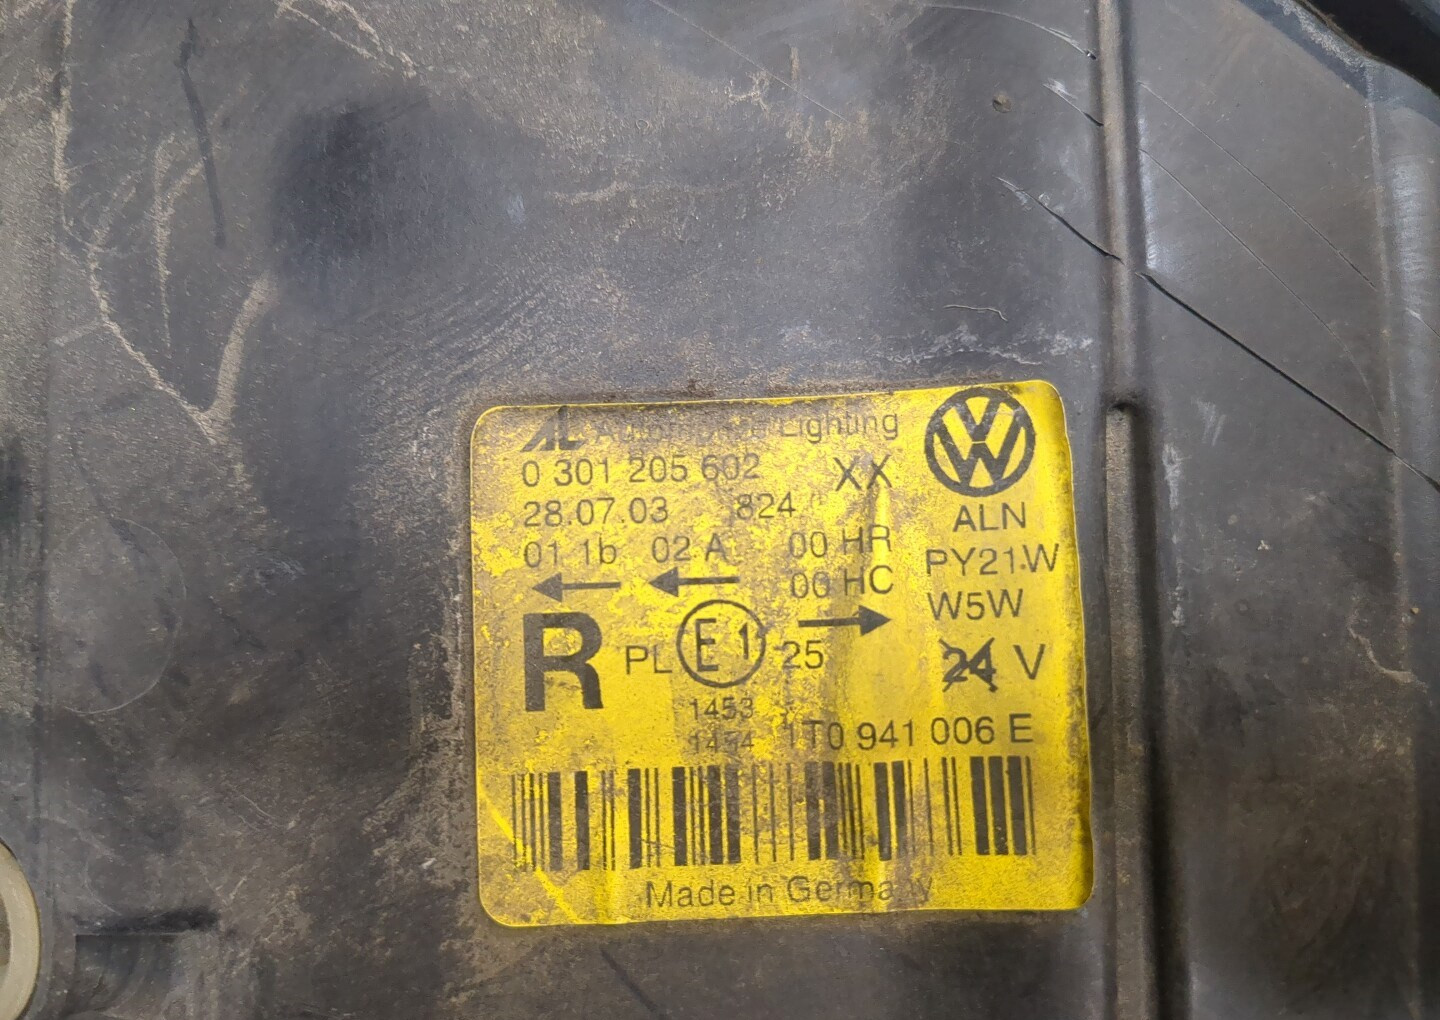 AL Automotive Lighting
0 301 205 602 XX
28.07.03 824
ALN
01 1b 02 A 00 HR
PY21W
00 HC
W5W
R PL E1 25
24 V
1453
1454 1T0 941 006 E
Made in Germany